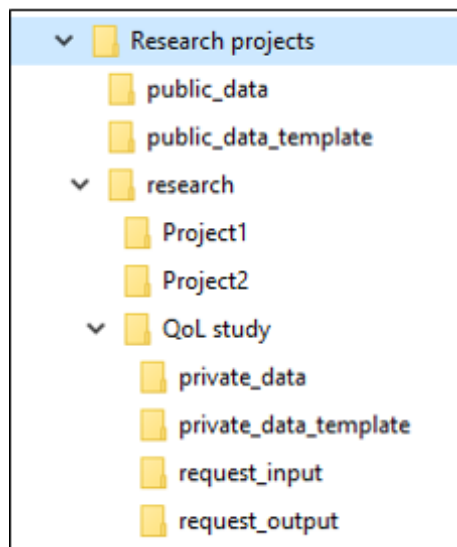 Research projects
public_data
public_data_template
research
Project1
Project2
QoL study
private_data
private_data_template
request_input
request_output